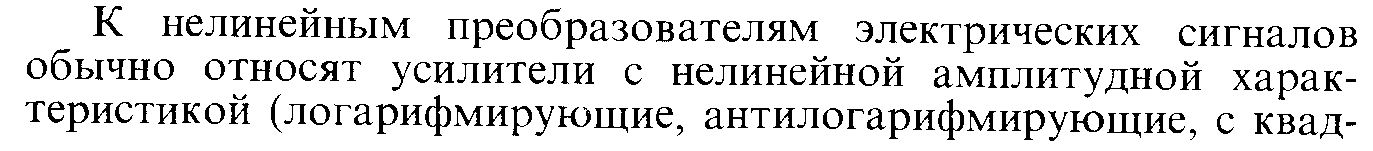 К нелинейным преобразователям электрических сигналов
обычно относят усилители с нелинейной амплитудной харак-
теристикой (логарифмирующие, антилогарифмирующие, с квад-